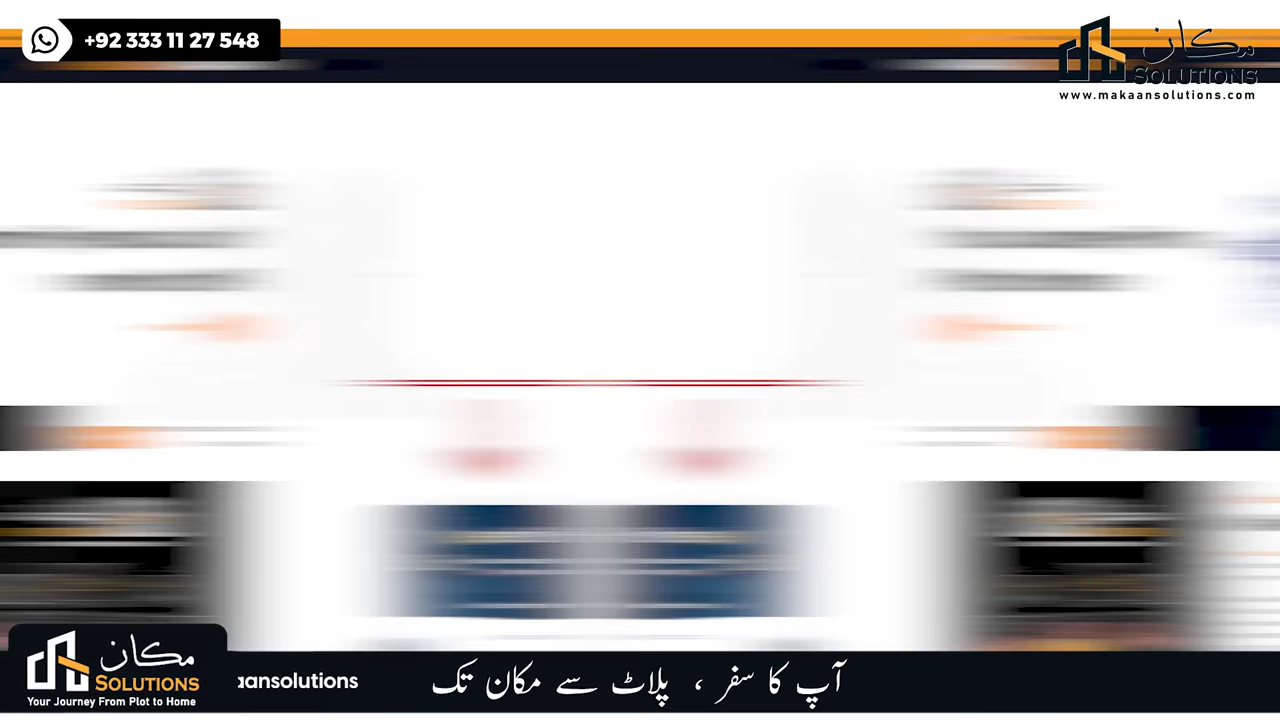 +92 333 11 27 548
مکان
SOLUTIONS
www.makaansolutions.com
مکان
SOLUTIONS
Your Journey From Plot to Home
aansolutions
آپ کا سفر ، پلاٹ سے مکان تک